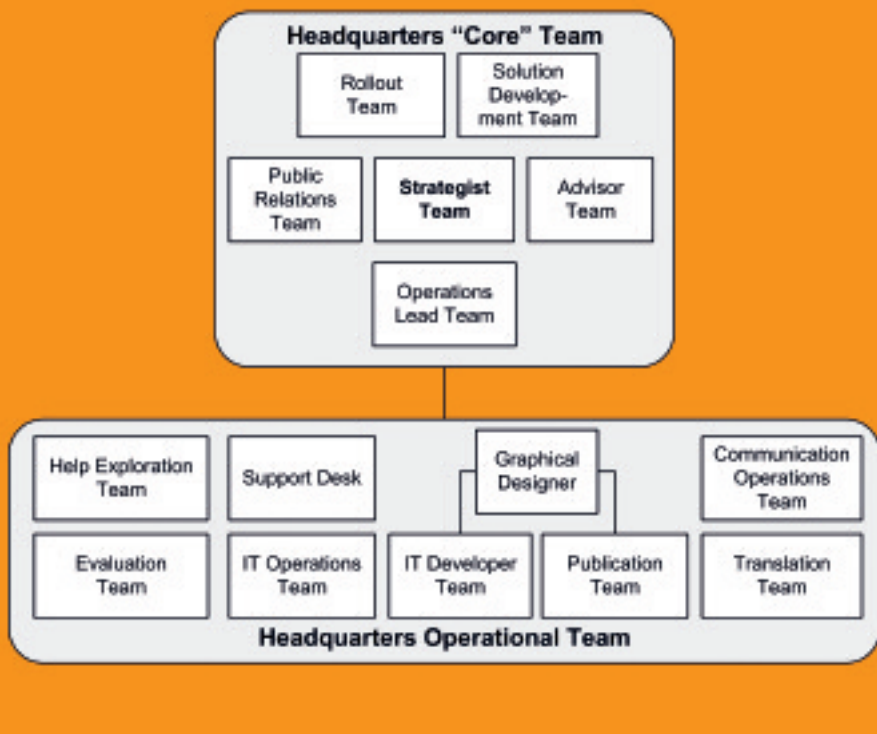 Headquarters “Core” Team
Rollout
Team
Solution
Develop-
ment Team
Public
Relations
Team
Strategist
Team
Advisor
Team
Operations
Lead Team
Help Exploration
Team
Support Desk
Graphical
Designer
Communication
Operations
Team
Evaluation
Team
IT Operations
Team
IT Developer
Team
Publication
Team
Translation
Team
Headquarters Operational Team